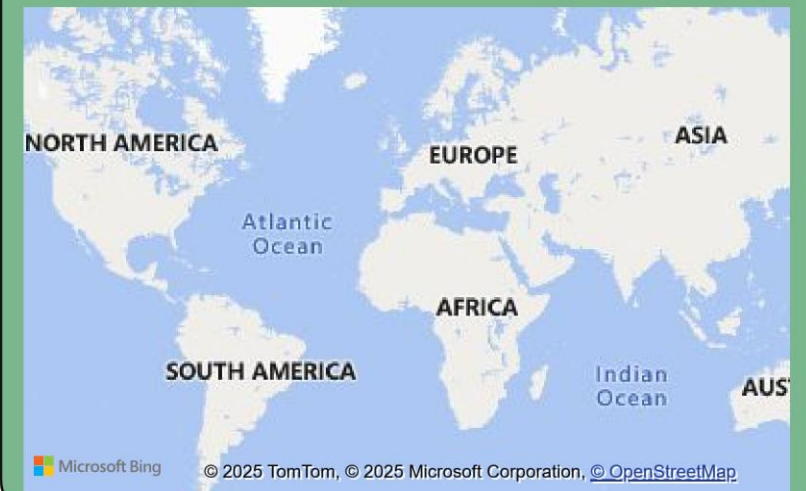 NORTH AMERICA
EUROPE
ASIA
Atlantic
Ocean
AFRICA
SOUTH AMERICA
Indian
Ocean
AUS
Microsoft Bing
© 2025 TomTom, © 2025 Microsoft Corporation, © OpenStreetMap